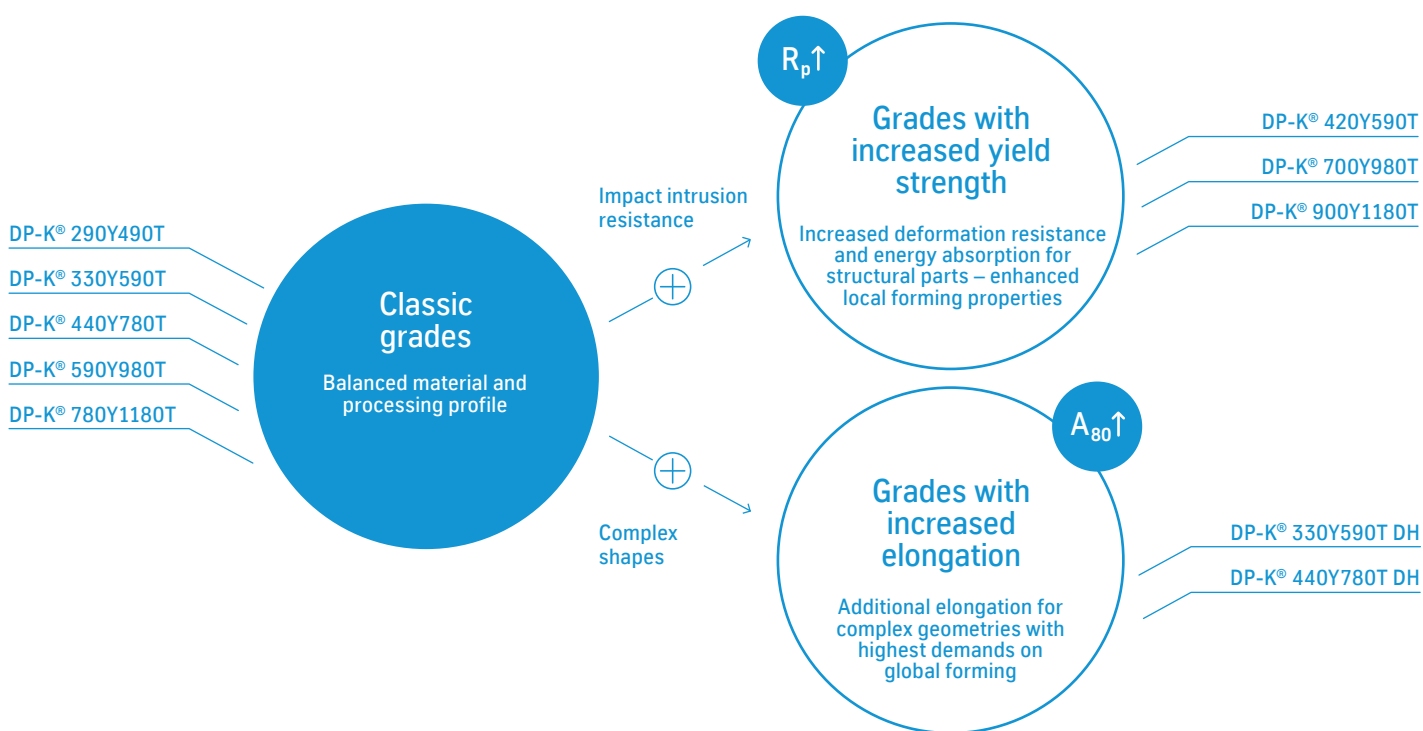 DP-K® 290Y490T
DP-K® 330Y590T
DP-K® 440Y780T
DP-K® 590Y980T
DP-K® 780Y1180T
Classic
grades
Balanced material and
processing profile
Impact intrusion
resistance
Complex
shapes
Rp↑
Grades with
increased yield
strength
Increased deformation resistance
and energy absorption for
structural parts – enhanced
local forming properties
DP-K® 420Y590T
DP-K® 700Y980T
DP-K® 900Y1180T
A80↑
Grades with
increased
elongation
Additional elongation for
complex geometries with
highest demands on
global forming
DP-K® 330Y590T DH
DP-K® 440Y780T DH